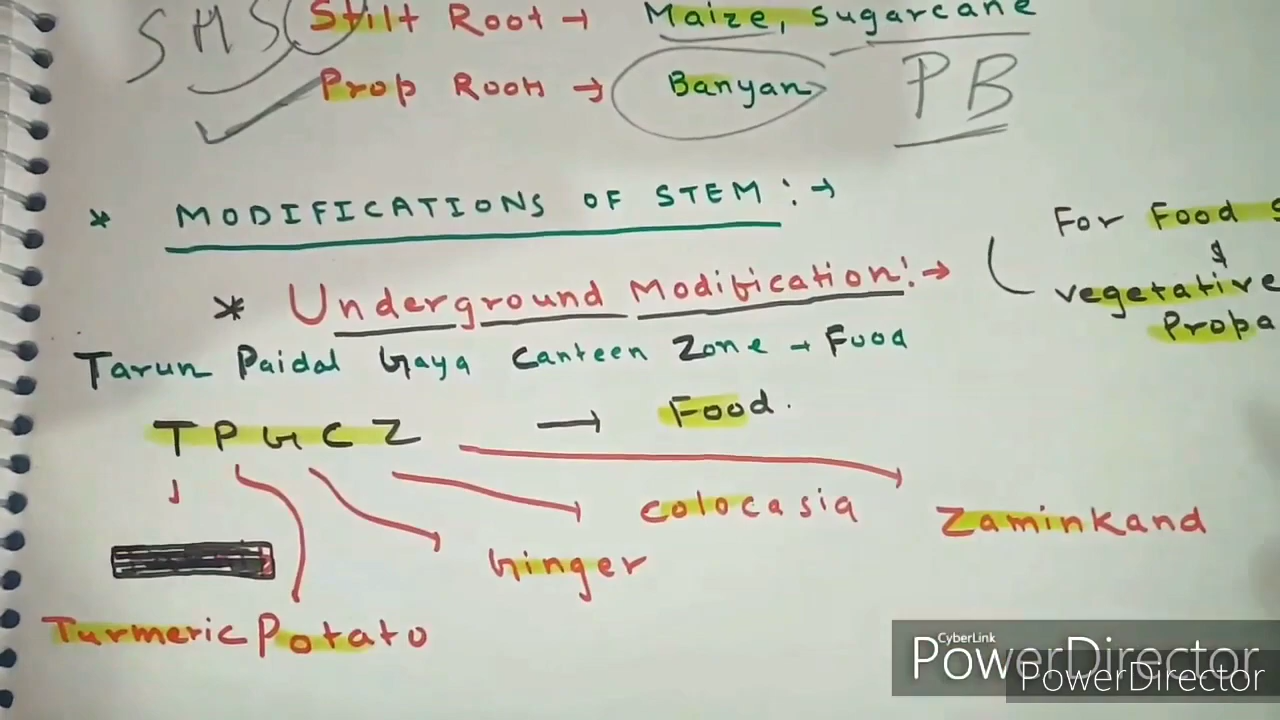 SMS Stilt Root → Maize, Sugarcane
Prop Root → Banyan PB
* MODIFICATIONS OF STEM : →
For Food
* Underground Modification : →
&
vegetative
Propa
Tarun Paidal Gaya Canteen Zone → Food
T P G C Z → Food.
Colocasia
Zaminkand
Ginger
Turmeric Potato
CyberLink
PowerDirector
PowerDirector